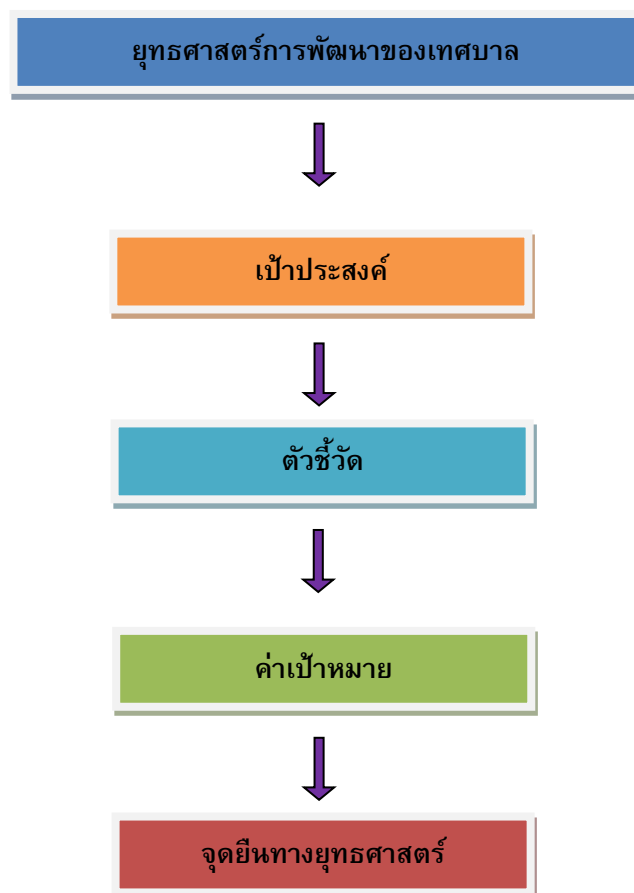 ยุทธศาสตร์การพัฒนาของเทศบาล
เป้าประสงค์
ตัวชี้วัด
ค่าเป้าหมาย
จุดยืนทางยุทธศาสตร์